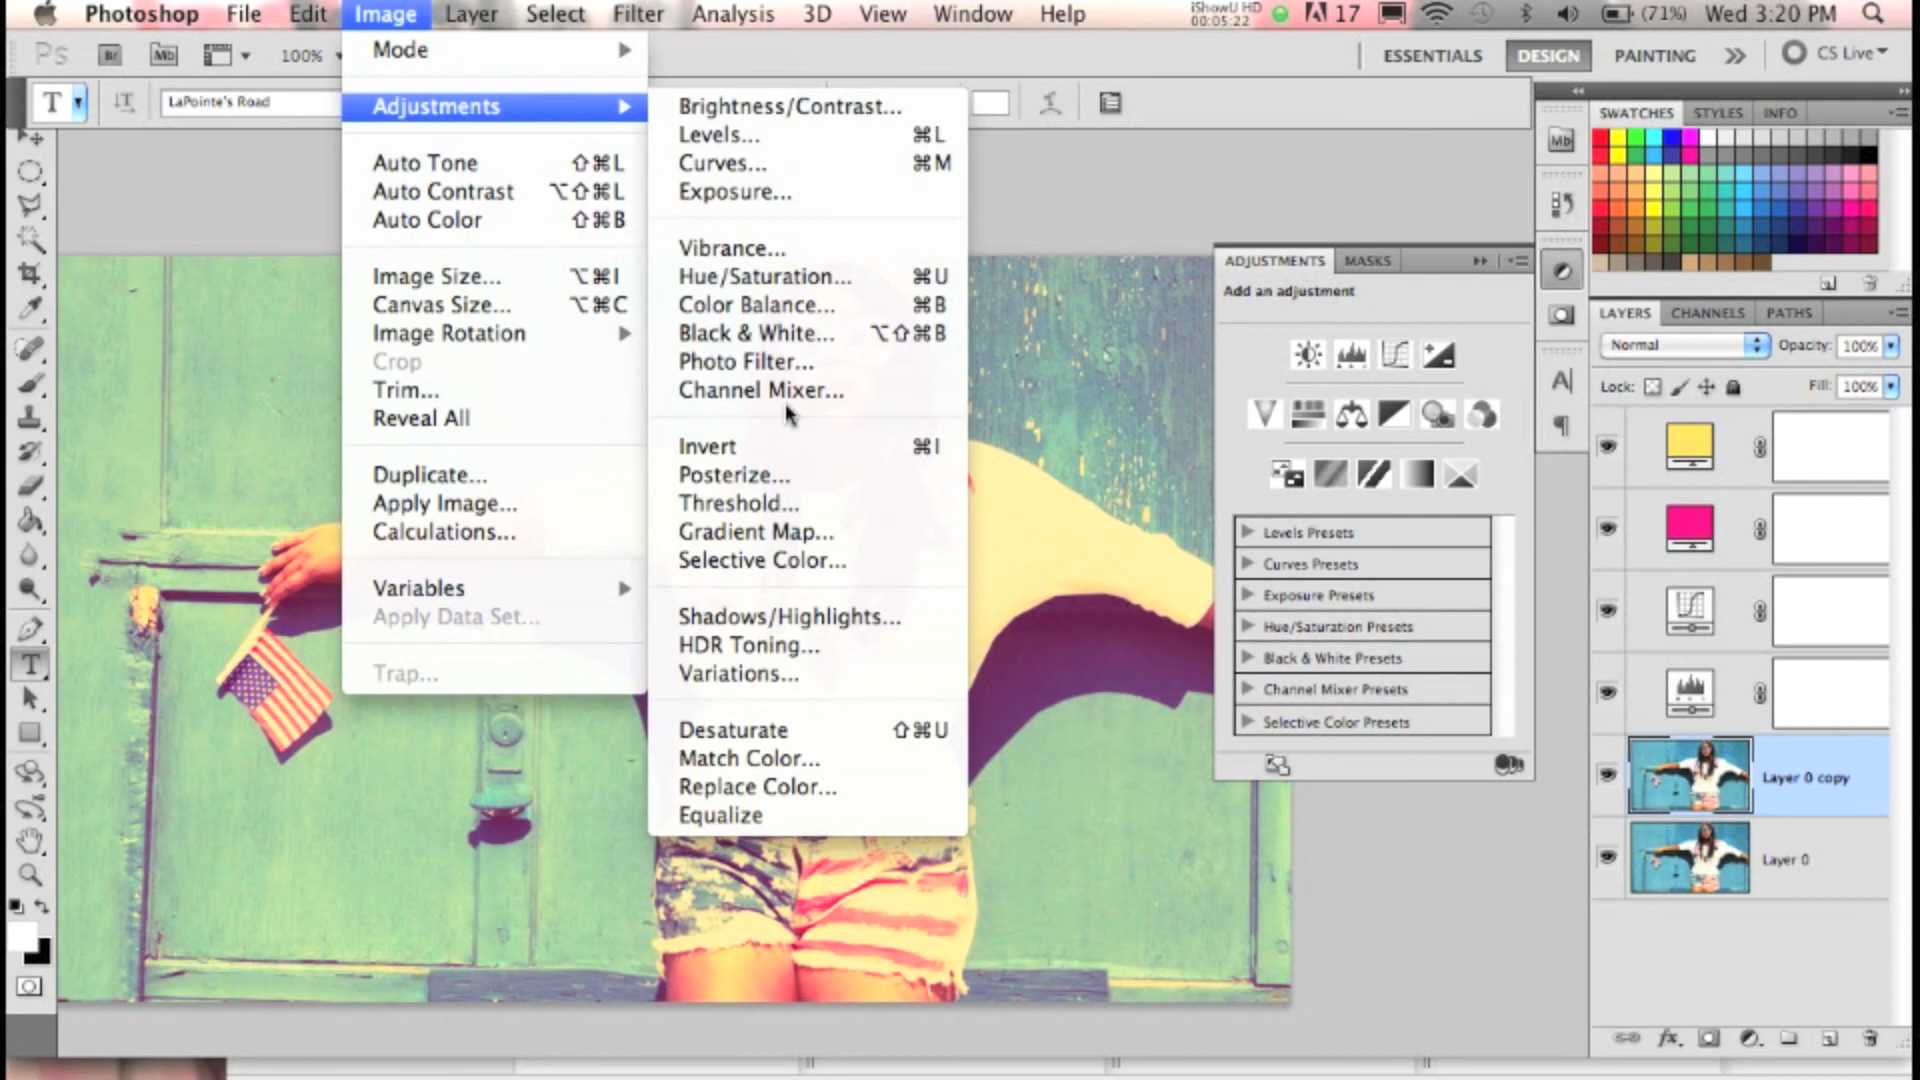 Photoshop File Edit Image Layer Select Filter Analysis 3D View Window Help iShowU HD 00:05:22 17 (71%) Wed 3:20 PM
Ps Br Mb 100% ESSENTIALS DESIGN PAINTING >> CS Live
T LaPointe's Road
Mode
Adjustments
Auto Tone ⇧⌘L
Auto Contrast ⌥⇧⌘L
Auto Color ⇧⌘B
Image Size... ⌥⌘I
Canvas Size... ⌥⌘C
Image Rotation
Crop
Trim...
Reveal All
Duplicate...
Apply Image...
Calculations...
Variables
Apply Data Set...
Trap...
Brightness/Contrast...
Levels... ⌘L
Curves... ⌘M
Exposure...
Vibrance...
Hue/Saturation... ⌘U
Color Balance... ⌘B
Black & White... ⌥⇧⌘B
Photo Filter...
Channel Mixer...
Invert ⌘I
Posterize...
Threshold...
Gradient Map...
Selective Color...
Shadows/Highlights...
HDR Toning...
Variations...
Desaturate ⇧⌘U
Match Color...
Replace Color...
Equalize
ADJUSTMENTS MASKS
Add an adjustment
Levels Presets
Curves Presets
Exposure Presets
Hue/Saturation Presets
Black & White Presets
Channel Mixer Presets
Selective Color Presets
Mb
A
¶
SWATCHES STYLES INFO
LAYERS CHANNELS PATHS
Normal Opacity: 100%
Lock: Fill: 100%
Layer 0 copy
Layer 0
fx